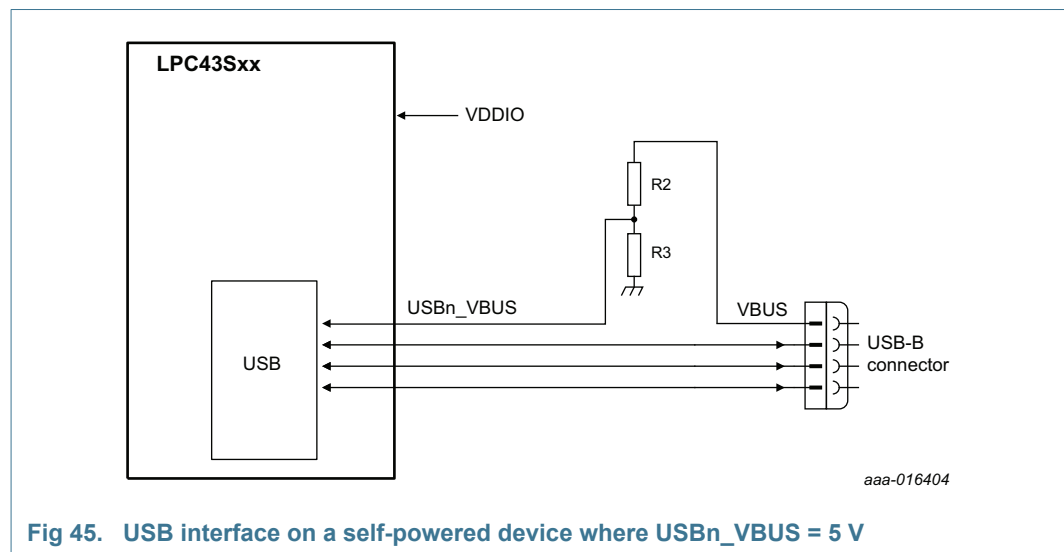 LPC43Sxx
VDDIO
R2
R3
USBn_VBUS
VBUS
USB
USB-B
connector
aaa-016404
Fig 45. USB interface on a self-powered device where USBn_VBUS = 5 V